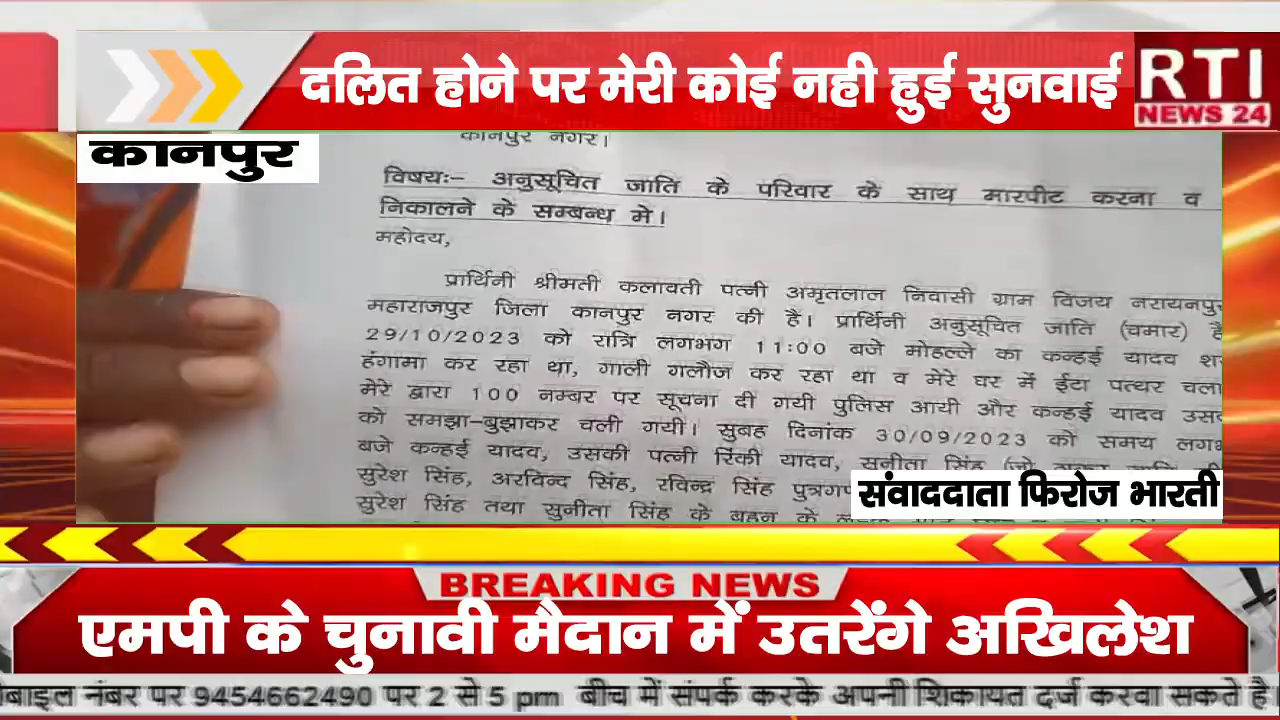 दलित होने पर मेरी कोई नही हुई सुनवाई
RTI
NEWS 24
कानपुर
कानपुर नगर।
विषयः- अनुसूचित जाति के परिवार के साथ मारपीट करना व
निकालने के सम्बन्ध मे।
महोदय,
प्रार्थिनी श्रीमती कलावती पत्नी अमृतलाल निवासी ग्राम विजय नरायनपुर
महाराजपुर जिला कानपुर नगर की है। प्रार्थिनी अनुसूचित जाति (चमार) है
29/10/2023 को रात्रि लगभग 11:00 बजे मोहल्ले का कन्हई यादव
हंगामा कर रहा था, गाली गलौज कर रहा था व मेरे घर में ईटा पत्थर चला
मेरे द्वारा 100 नम्बर पर सूचना दी गयी पुलिस आयी और कन्हई यादव
को समझा-बुझाकर चली गयी। सुबह दिनांक 30/09/2023 को समय
बजे कन्हई यादव, उसकी पत्नी रिंकी यादव, सुनीता सिंह
सुरेश सिंह, अरविन्द सिंह, रविन्द्र सिंह
सुरेश सिंह तथा सुनीता सिंह के बहन के
संवाददाता फिरोज भारती
BREAKING NEWS
एमपी के चुनावी मैदान में उतरेंगे अखिलेश
नंबर पर 9454662490 पर 2 से 5 pm बीच में संपर्क करके अपनी शिकायत दर्ज करवा सकते है